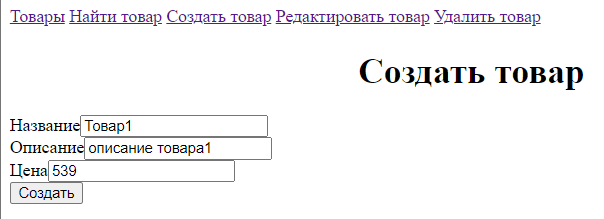 Товары Найти товар Создать товар Редактировать товар Удалить товар
Создать товар
Название Товар1
Описание описание товара1
Цена 539
Создать